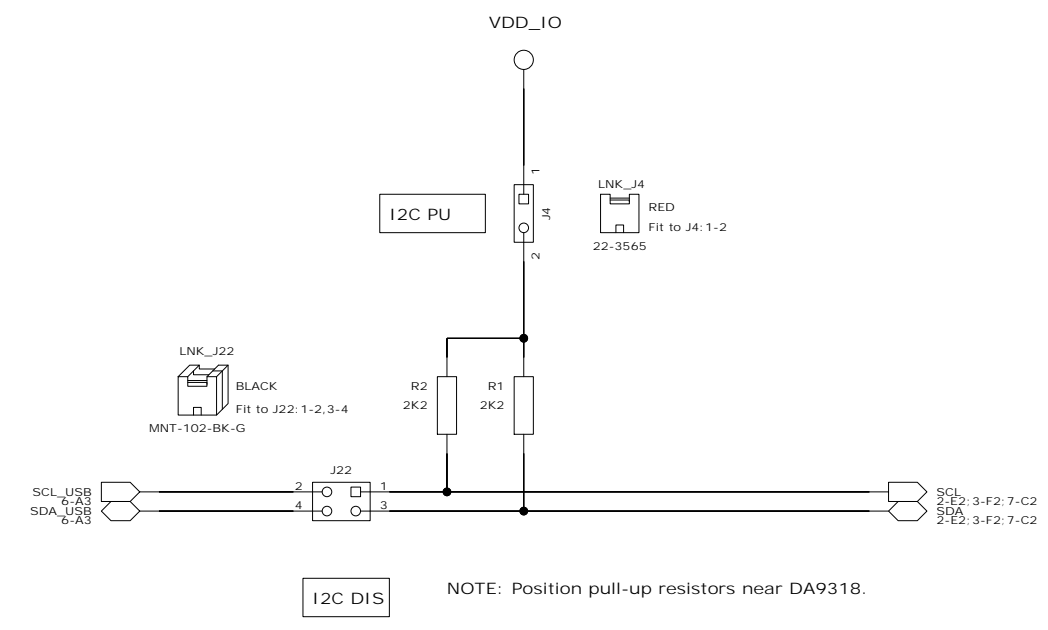 VDD_IO
1
LNK_J4
I2C PU
J4
RED
Fit to J4:1-2
22-3565
2
LNK_J22
BLACK
Fit to J22:1-2,3-4
MNT-102-BK-G
R2
2K2
R1
2K2
J22
SCL_USB
6-A3
2
1
SCL
2-E2;3-F2;7-C2
SDA_USB
6-A3
4
3
SDA
2-E2;3-F2;7-C2
I2C DIS
NOTE: Position pull-up resistors near DA9318.